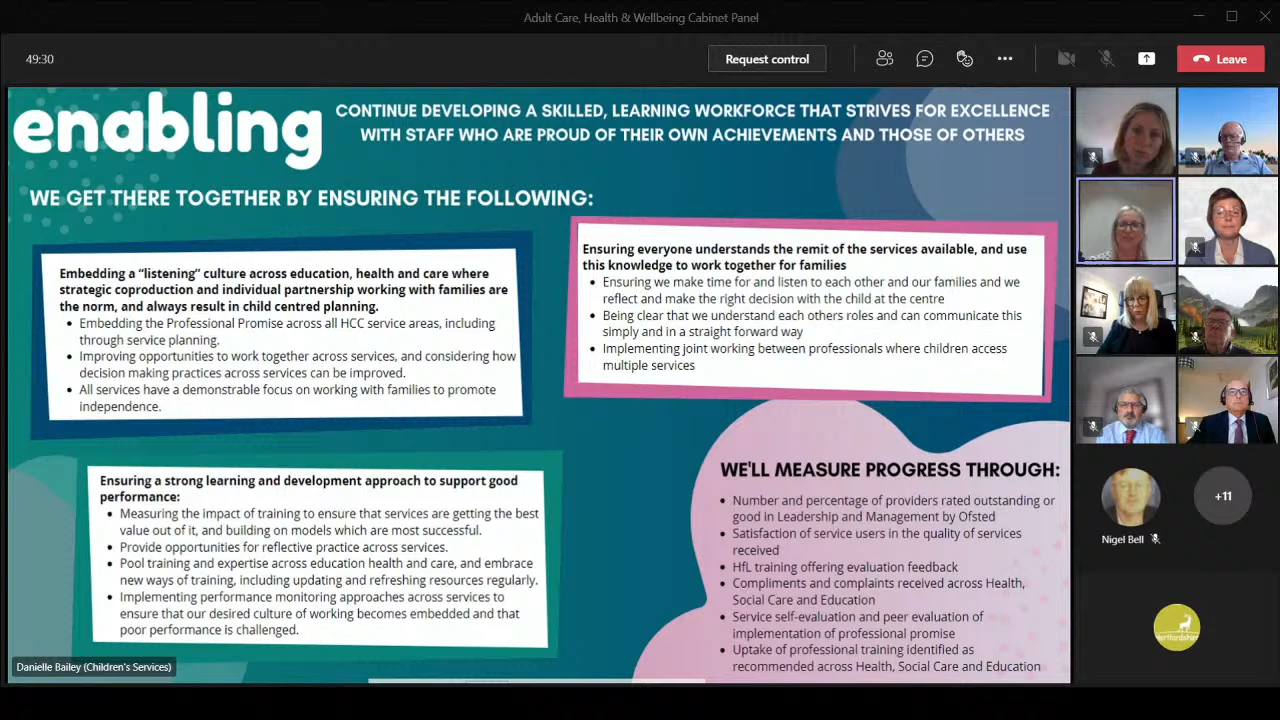 Adult Care, Health & Wellbeing Cabinet Panel
49:30
Request control
Leave
enabling
CONTINUE DEVELOPING A SKILLED, LEARNING WORKFORCE THAT STRIVES FOR EXCELLENCE
WITH STAFF WHO ARE PROUD OF THEIR OWN ACHIEVEMENTS AND THOSE OF OTHERS
WE GET THERE TOGETHER BY ENSURING THE FOLLOWING:
Embedding a “listening” culture across education, health and care where
strategic coproduction and individual partnership working with families are
the norm, and always result in child centred planning.
• Embedding the Professional Promise across all HCC service areas, including
through service planning.
• Improving opportunities to work together across services, and considering how
decision making practices across services can be improved.
• All services have a demonstrable focus on working with families to promote
independence.
Ensuring everyone understands the remit of the services available, and use
this knowledge to work together for families
• Ensuring we make time for and listen to each other and our families and we
reflect and make the right decision with the child at the centre
• Being clear that we understand each others roles and can communicate this
simply and in a straight forward way
• Implementing joint working between professionals where children access
multiple services
Ensuring a strong learning and development approach to support good
performance:
• Measuring the impact of training to ensure that services are getting the best
value out of it, and building on models which are most successful.
• Provide opportunities for reflective practice across services.
• Pool training and expertise across education health and care, and embrace
new ways of training, including updating and refreshing resources regularly.
• Implementing performance monitoring approaches across services to
ensure that our desired culture of working becomes embedded and that
poor performance is challenged.
WE'LL MEASURE PROGRESS THROUGH:
• Number and percentage of providers rated outstanding or
good in Leadership and Management by Ofsted
• Satisfaction of service users in the quality of services
received
• HfL training offering evaluation feedback
• Compliments and complaints received across Health,
Social Care and Education
• Service self-evaluation and peer evaluation of
implementation of professional promise
• Uptake of professional training identified as
recommended across Health, Social Care and Education
Danielle Bailey (Children's Services)
+11
Nigel Bell